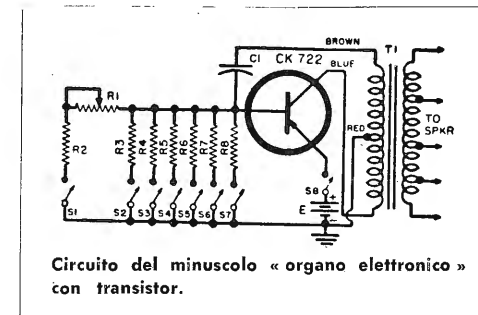 BROWN
T1
C1
CK 722
BLUE
R1
RED
TO
SPKR
R2
R3
R4
R5
R6
R7
R8
S8
+
E
-
S1
S2
S3
S4
S5
S6
S7
Circuito del minuscolo « organo elettronico »
con transistor.